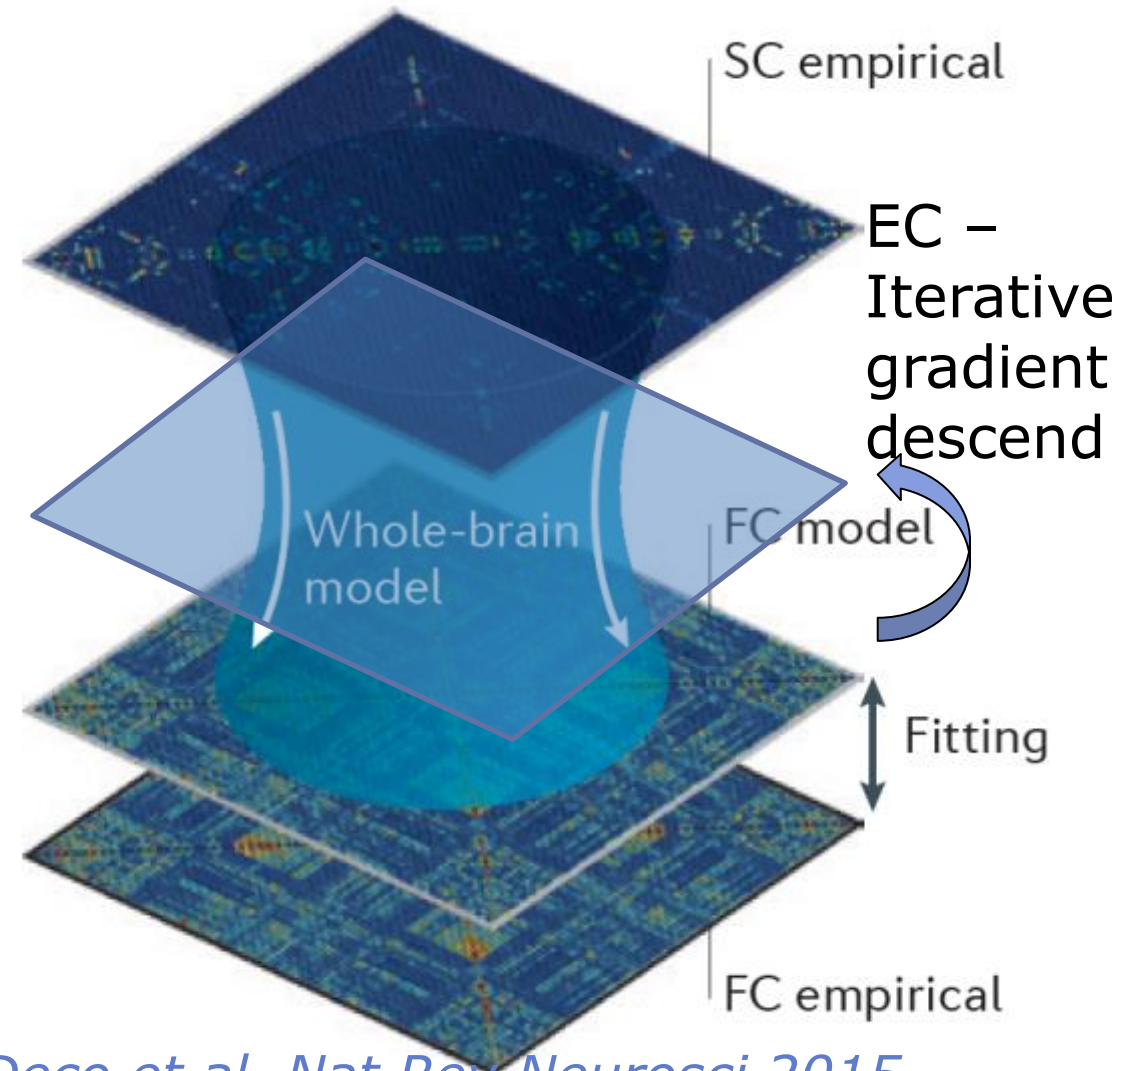 SC empirical
EC –
Iterative
gradient
descend
Whole-brain
model
FC model
Fitting
FC empirical
Deco et al. Nat Rev Neurosci 2015